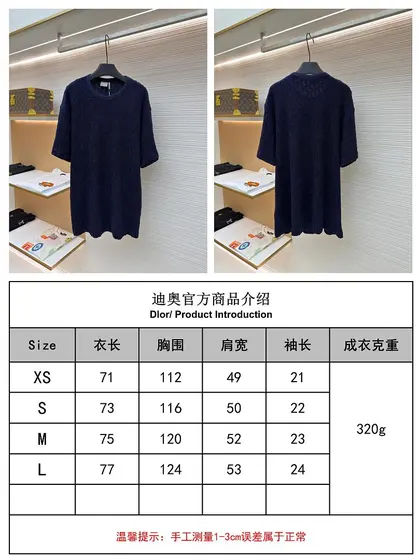 迪奥官方商品介绍
DIor/ Product Introduction
Size 衣长 胸围 肩宽 袖长 成衣克重
XS 71 112 49 21
S 73 116 50 22
M 75 120 52 23
L 77 124 53 24
320g
温馨提示：手工测量1-3cm误差属于正常